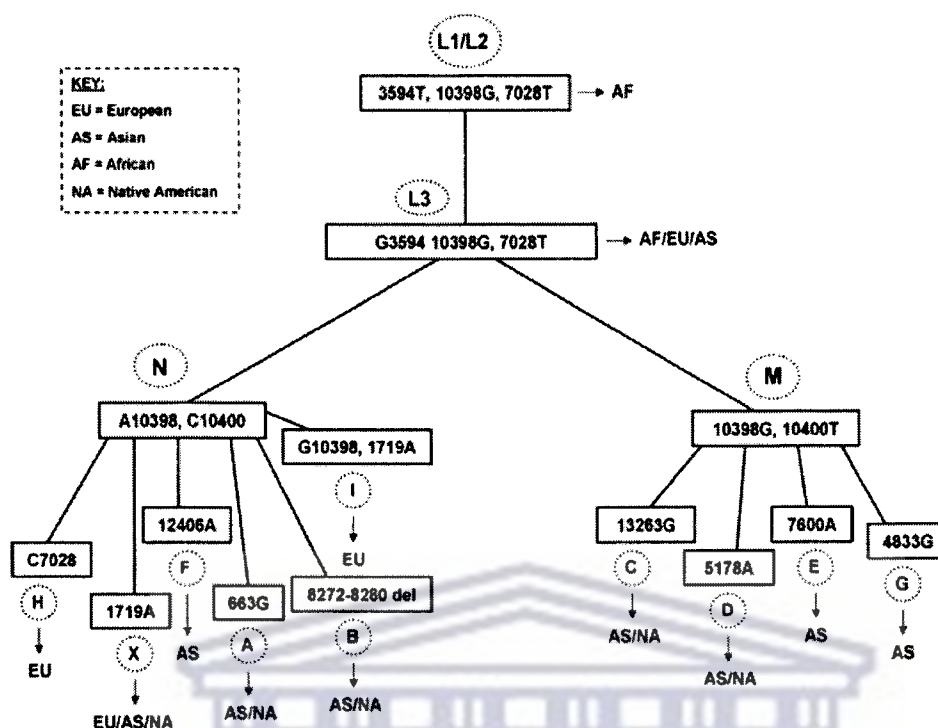 L1/L2
3594T, 10398G, 7028T
AF
KEY:
EU = European
AS = Asian
AF = African
NA = Native American
L3
G3594 10398G, 7028T
AF/EU/AS
N
A10398, C10400
G10398, 1719A
I
EU
M
10398G, 10400T
C7028
H
EU
1719A
X
EU/AS/NA
12406A
F
AS
663G
A
AS/NA
8272-8280 del
B
AS/NA
13263G
C
AS/NA
5178A
D
AS/NA
7600A
E
AS
4833G
G
AS